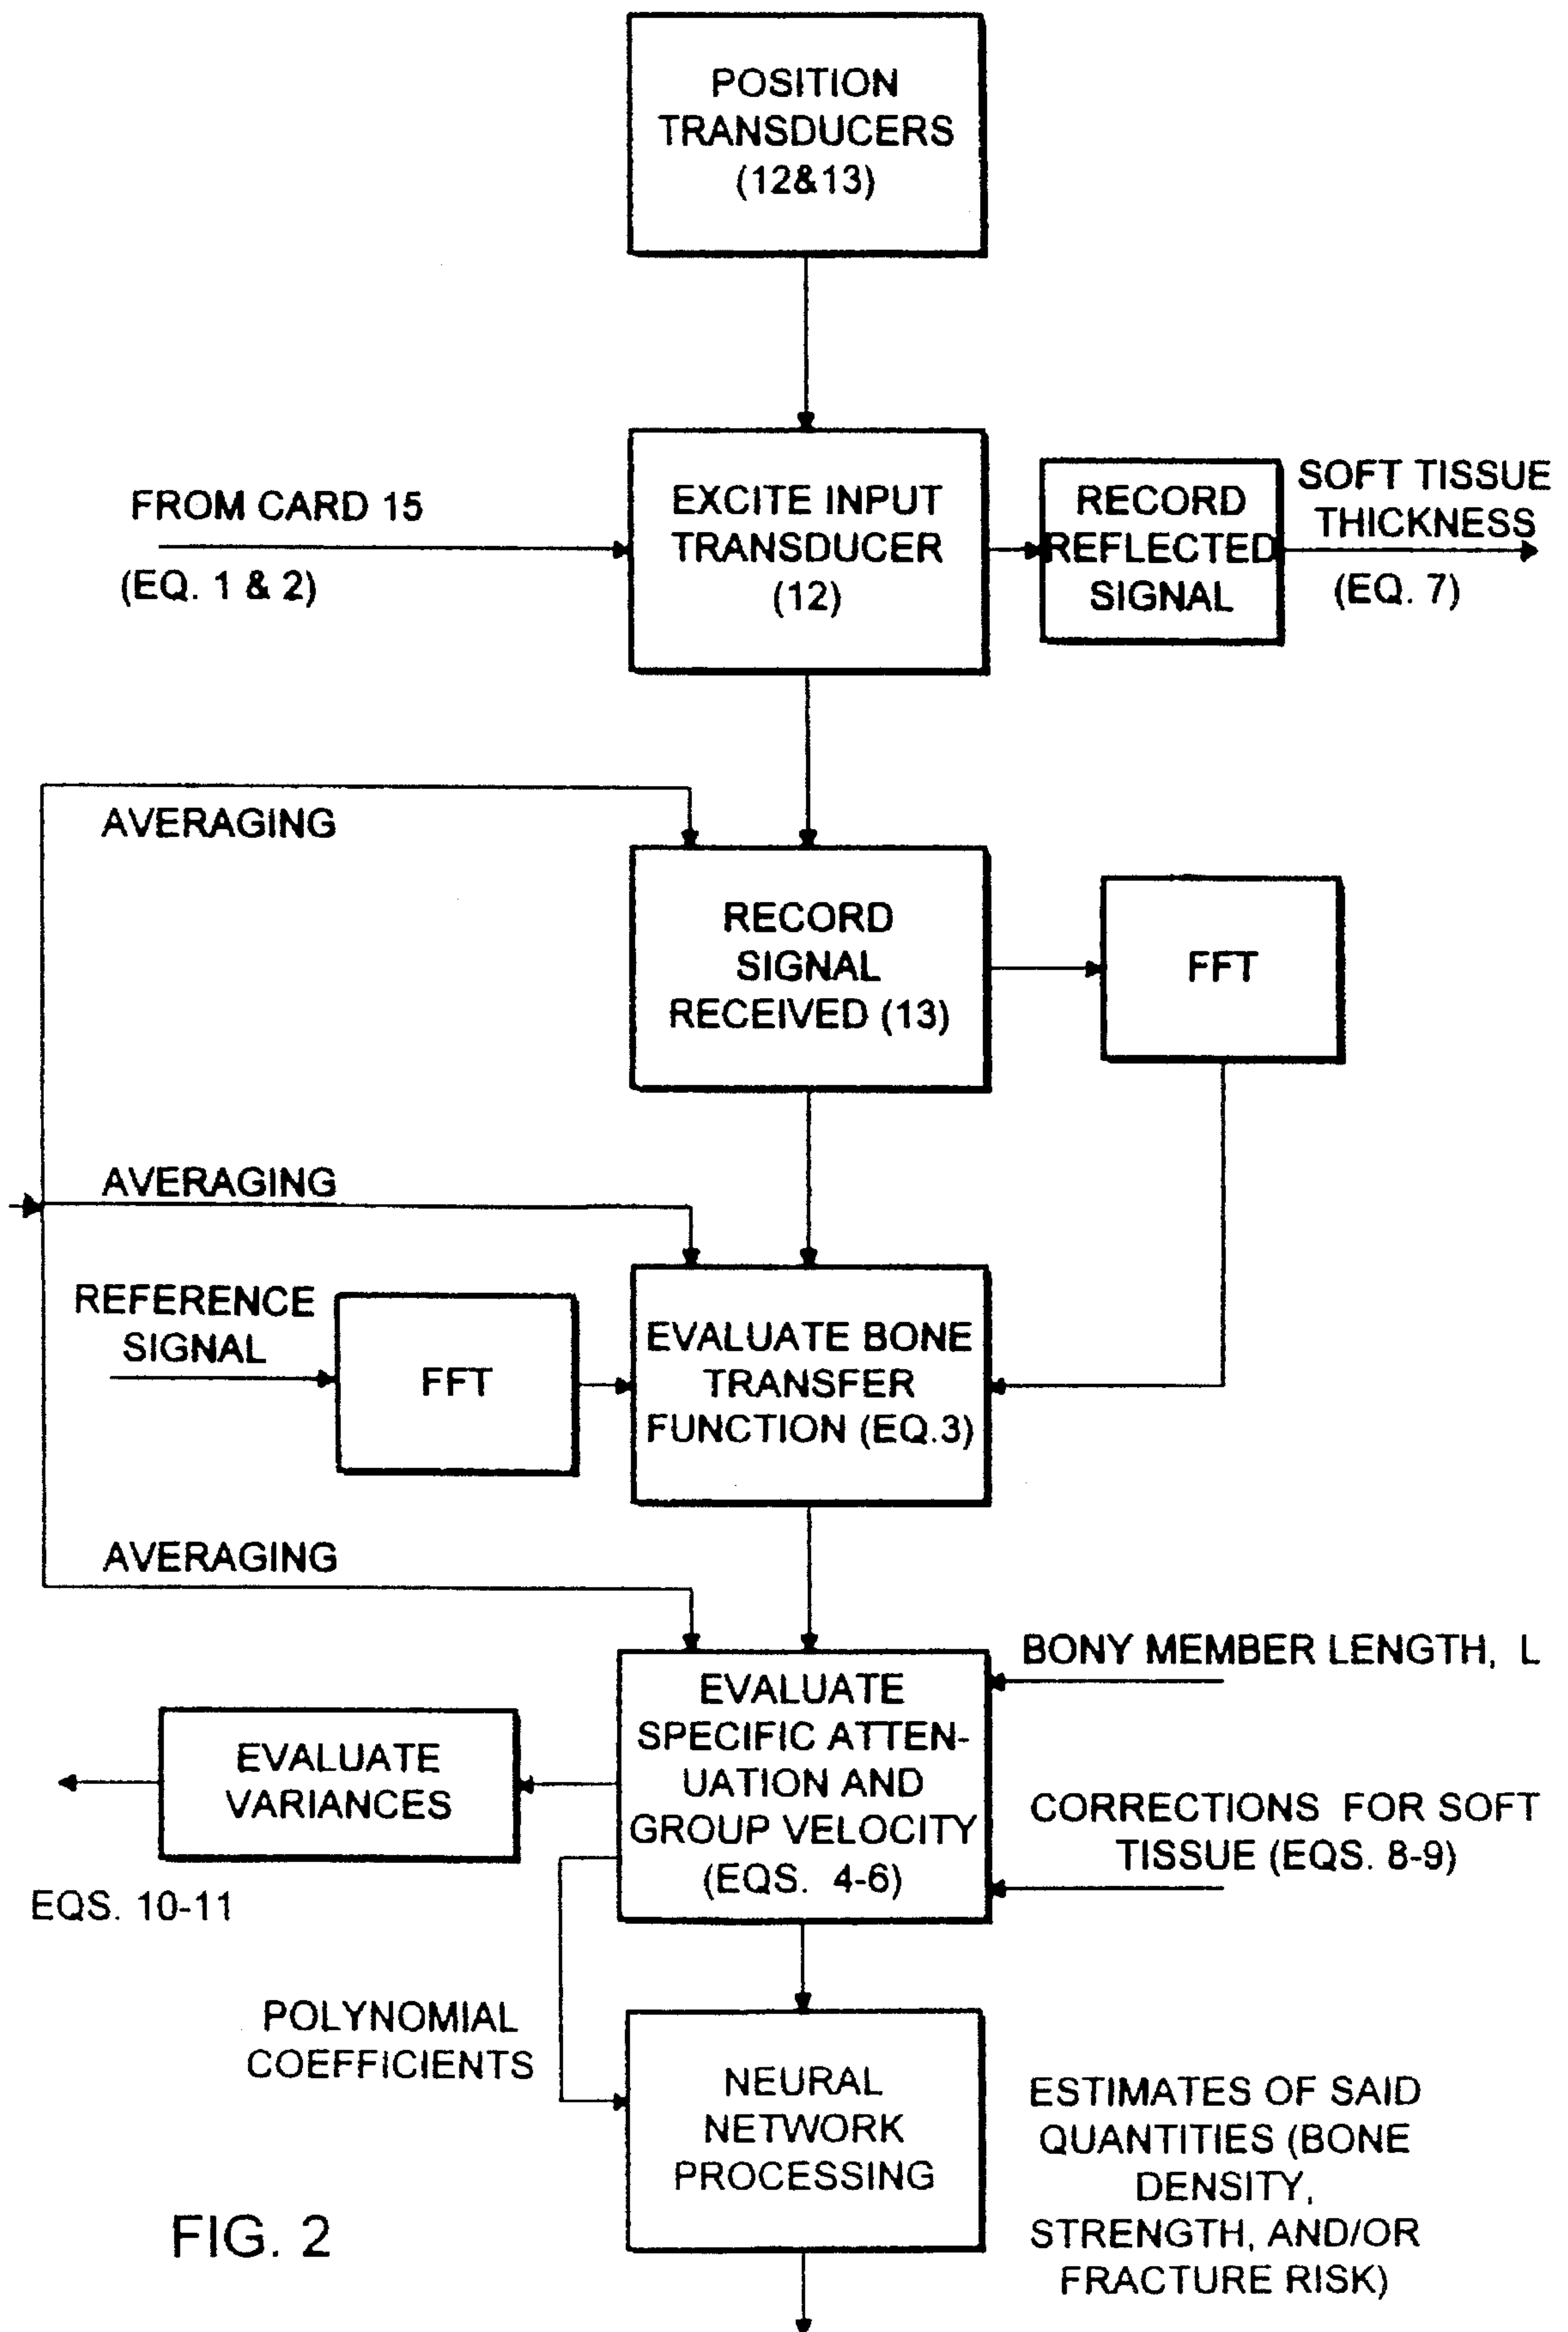 POSITION
TRANSDUCERS
(12&13)
FROM CARD 15
(EQ. 1 & 2)
EXCITE INPUT
TRANSDUCER
(12)
RECORD
REFLECTED
SIGNAL
SOFT TISSUE
THICKNESS
(EQ. 7)
AVERAGING
RECORD
SIGNAL
RECEIVED (13)
FFT
AVERAGING
REFERENCE
SIGNAL
FFT
EVALUATE BONE
TRANSFER
FUNCTION (EQ.3)
AVERAGING
BONY MEMBER LENGTH, L
EVALUATE
SPECIFIC ATTEN-
UATION AND
GROUP VELOCITY
(EQS. 4-6)
EVALUATE
VARIANCES
EQS. 10-11
CORRECTIONS FOR SOFT
TISSUE (EQS. 8-9)
POLYNOMIAL
COEFFICIENTS
NEURAL
NETWORK
PROCESSING
ESTIMATES OF SAID
QUANTITIES (BONE
DENSITY,
STRENGTH, AND/OR
FRACTURE RISK)
FIG. 2